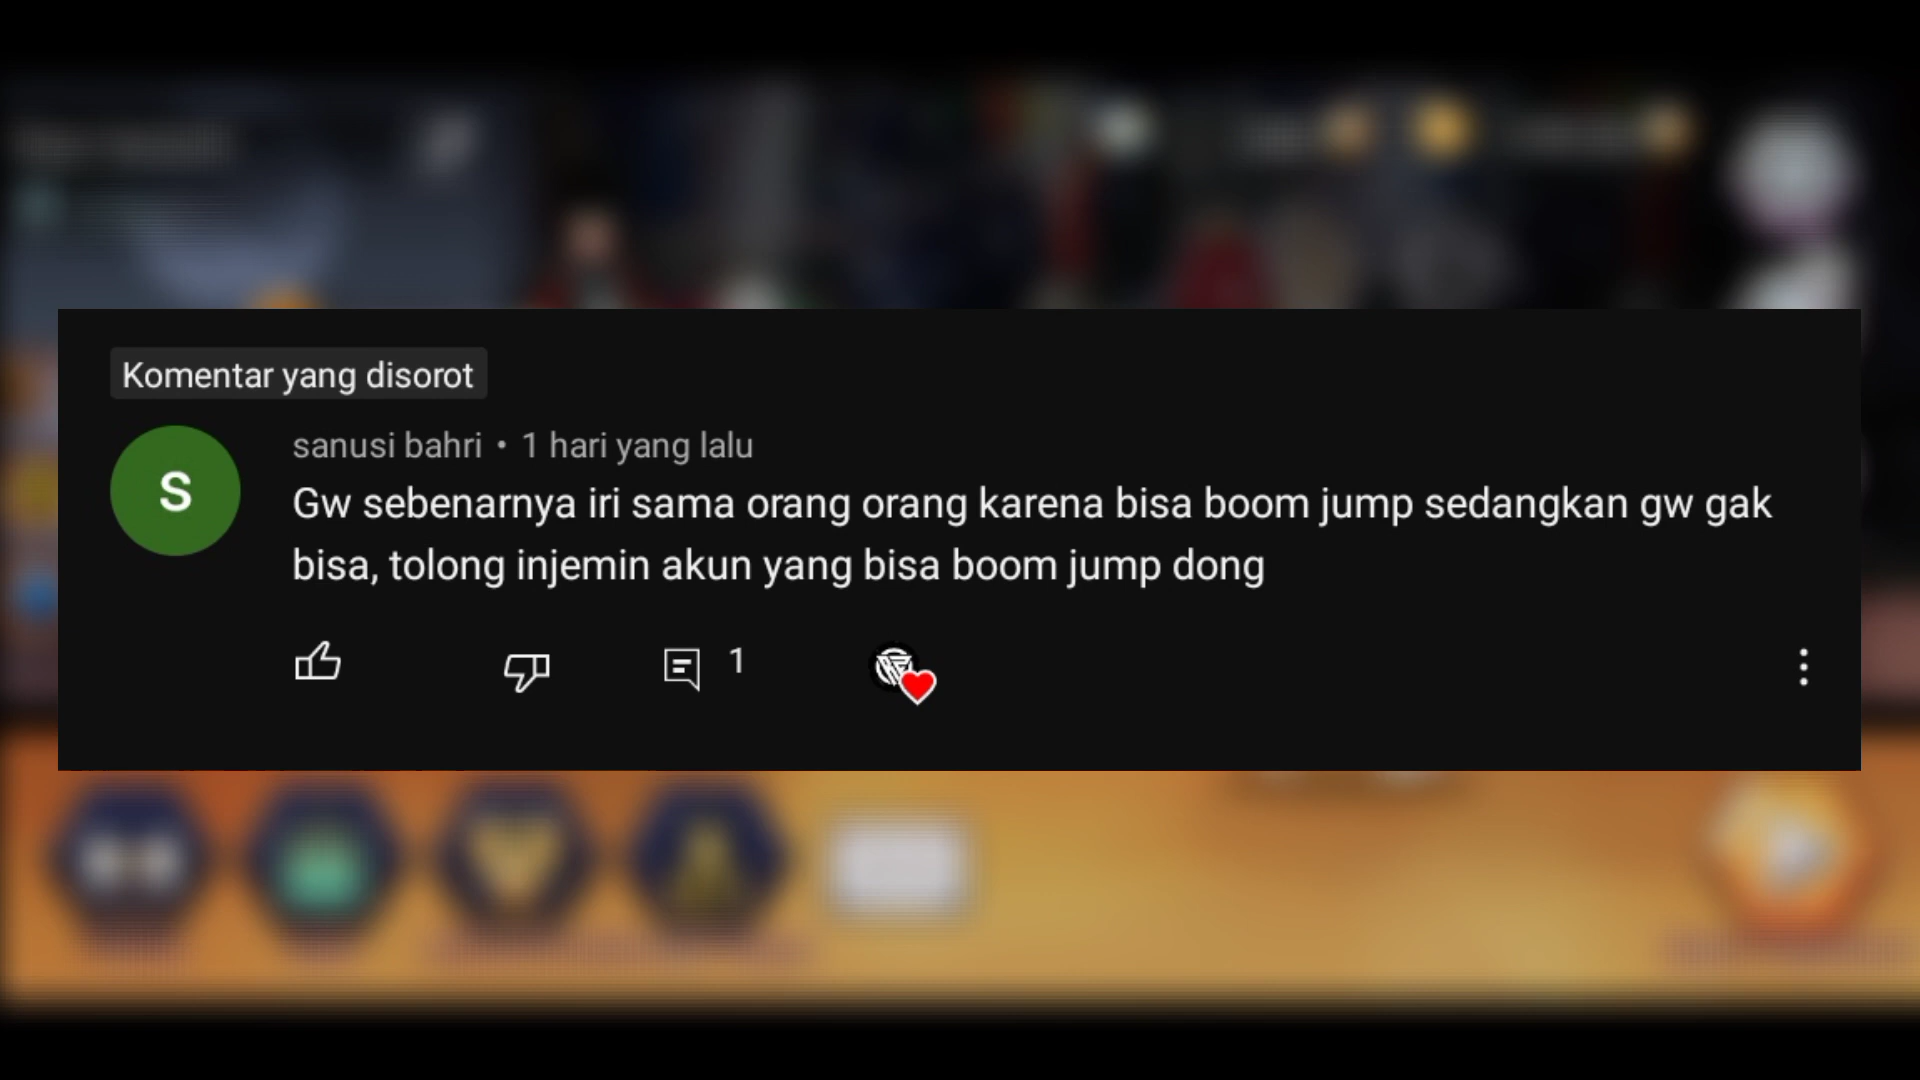 Komentar yang disorot
S
sanusi bahri • 1 hari yang lalu
Gw sebenarnya iri sama orang orang karena bisa boom jump sedangkan gw gak
bisa, tolong injemin akun yang bisa boom jump dong
1